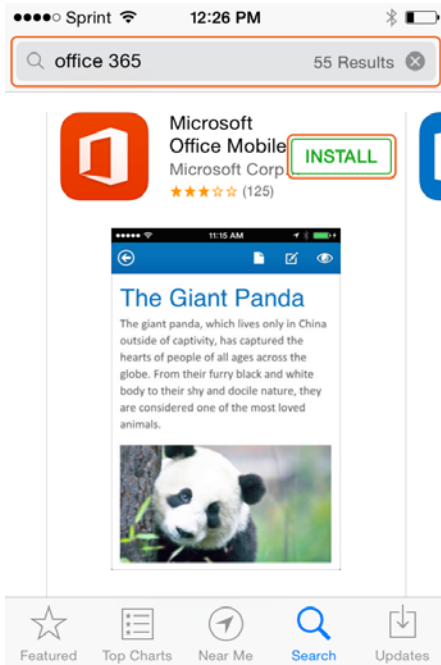 Sprint 12:26 PM
office 365 55 Results
Microsoft
Office Mobile
INSTALL
Microsoft Corp...
(125)
11:15 AM
The Giant Panda
The giant panda, which lives only in China
outside of captivity, has captured the
hearts of people of all ages across the
globe. From their furry black and white
body to their shy and docile nature, they
are considered one of the most loved
animals.
Featured Top Charts Near Me Search Updates